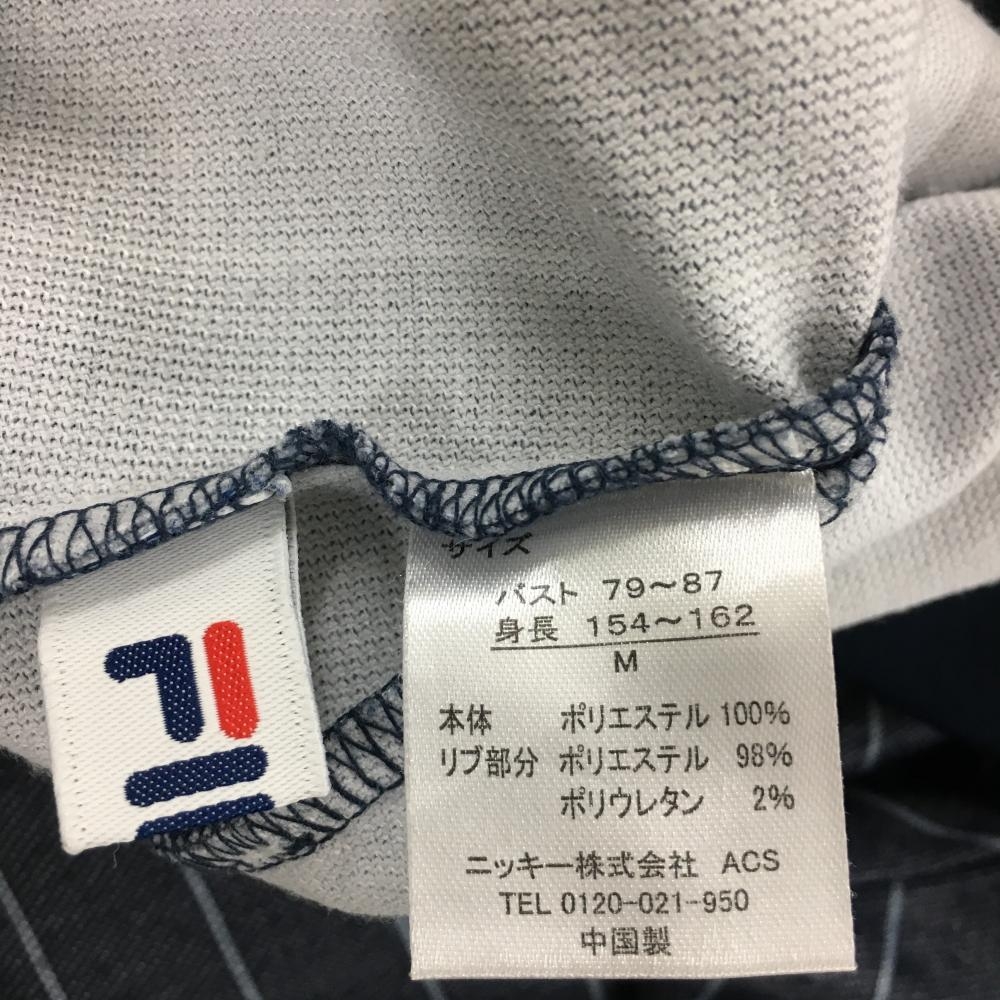 サイズ
バスト 79～87
身長 154～162
M
本体 ポリエステル 100%
リブ部分 ポリエステル 98%
ポリウレタン 2%
ニッキー株式会社 ACS
TEL 0120-021-950
中国製